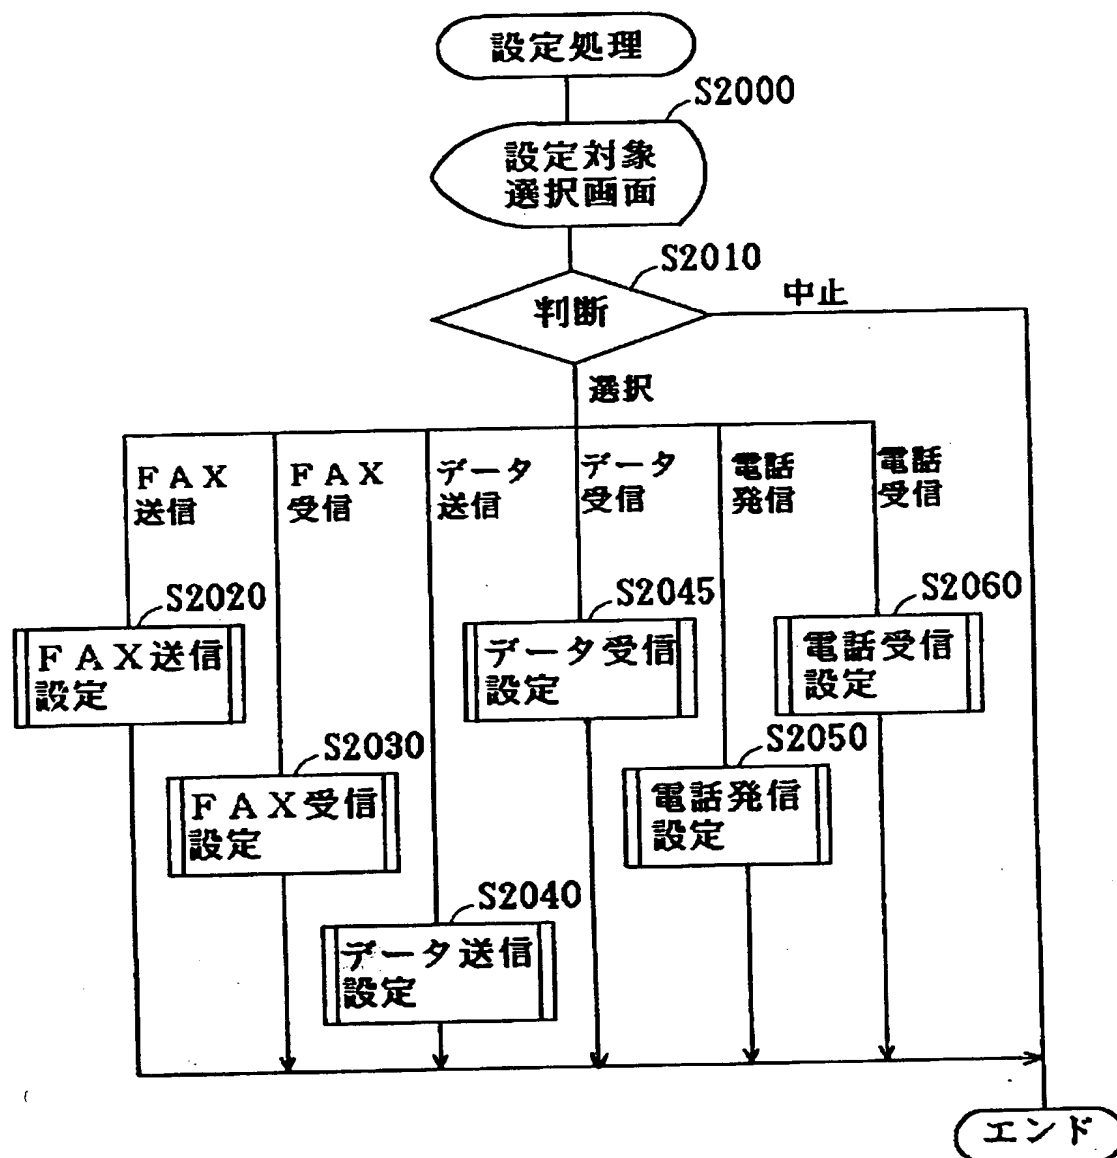 設定処理
S2000
設定対象
選択画面
S2010
判断
中止
選択
ＦＡＸ
送信
ＦＡＸ
受信
データ
送信
データ
受信
電話
発信
電話
受信
S2020
ＦＡＸ送信
設定
S2045
データ受信
設定
S2060
電話受信
設定
S2030
ＦＡＸ受信
設定
S2050
電話発信
設定
S2040
データ送信
設定
エンド